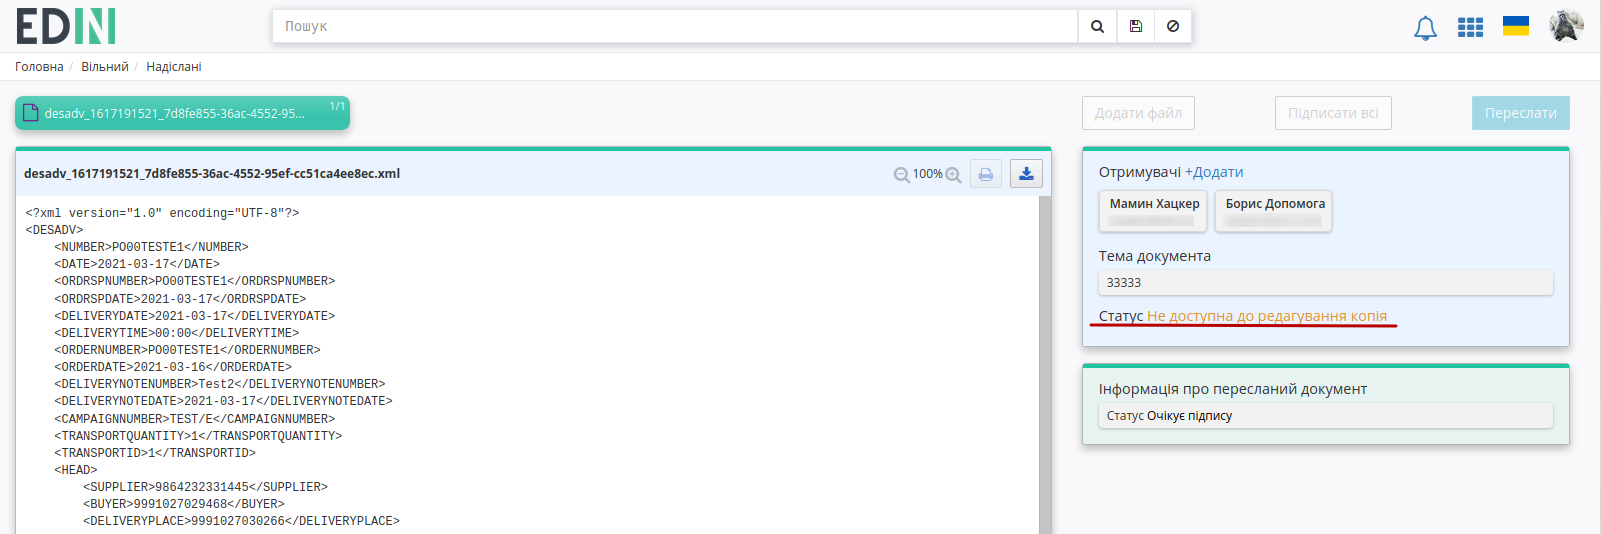 EDIN
Пошук
Головна / Вільний / Надіслані
desadv_1617191521_7d8fe855-36ac-4552-95... 1/1
Додати файл
Підписати всі
Переслати
desadv_1617191521_7d8fe855-36ac-4552-95ef-cc51ca4ee8ec.xml
100%
<?xml version="1.0" encoding="UTF-8"?>
<DESADV>
<NUMBER>PO00TESTE1</NUMBER>
<DATE>2021-03-17</DATE>
<ORDRSPNUMBER>PO00TESTE1</ORDRSPNUMBER>
<ORDRSPDATE>2021-03-17</ORDRSPDATE>
<DELIVERYDATE>2021-03-17</DELIVERYDATE>
<DELIVERYTIME>00:00</DELIVERYTIME>
<ORDERNUMBER>PO00TESTE1</ORDERNUMBER>
<ORDERDATE>2021-03-16</ORDERDATE>
<DELIVERYNOTENUMBER>Test2</DELIVERYNOTENUMBER>
<DELIVERYNOTEDATE>2021-03-17</DELIVERYNOTEDATE>
<CAMPAIGNNUMBER>TEST/E</CAMPAIGNNUMBER>
<TRANSPORTQUANTITY>1</TRANSPORTQUANTITY>
<TRANSPORTID>1</TRANSPORTID>
<HEAD>
<SUPPLIER>9864232331445</SUPPLIER>
<BUYER>9991027029468</BUYER>
<DELIVERYPLACE>9991027030266</DELIVERYPLACE>
Отримувачі +Додати
Мамин Хацкер
Борис Допомога
Тема документа
33333
Статус Не доступна до редагування копія
Інформація про пересланий документ
Статус Очікує підпису